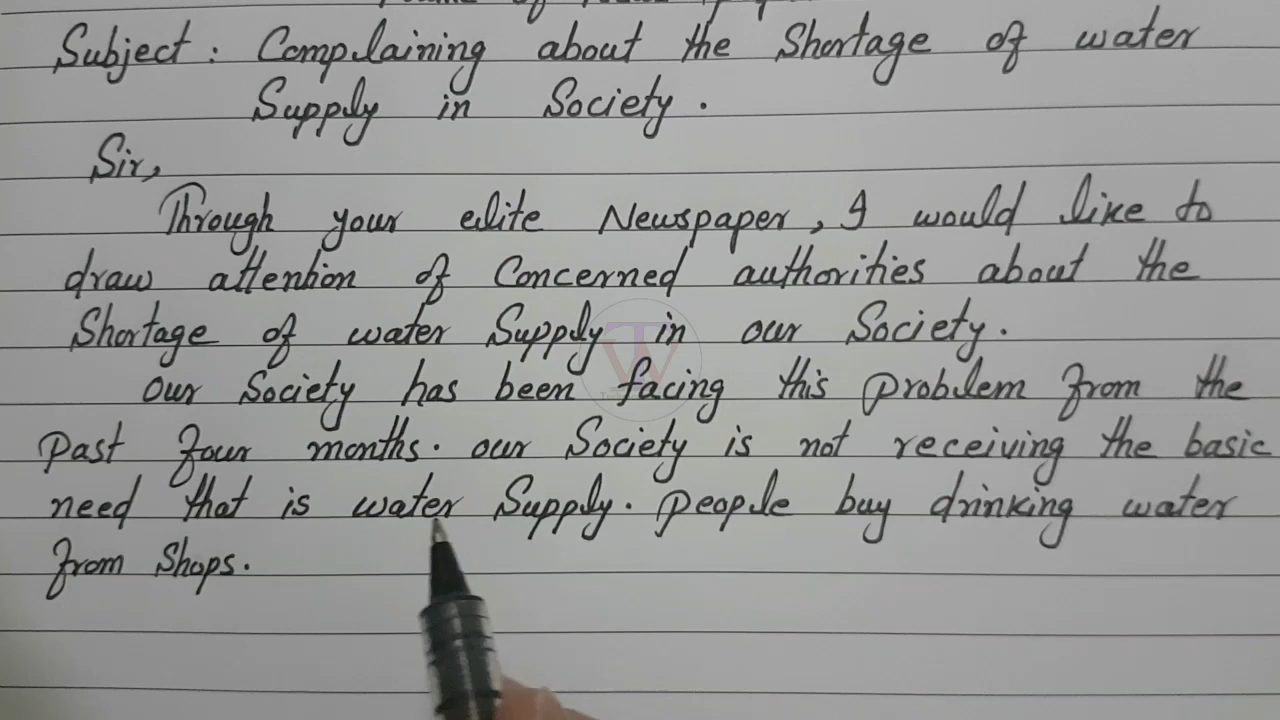 Subject : Complaining about the Shortage of water
Supply in Society .
Sir,
Through your elite Newspaper, I would like to
draw attention of Concerned authorities about the
Shortage of water Supply in our Society.
our Society has been facing this problem from the
past four months. our Society is not receiving the basic
need that is water Supply. people buy drinking water
from Shops.